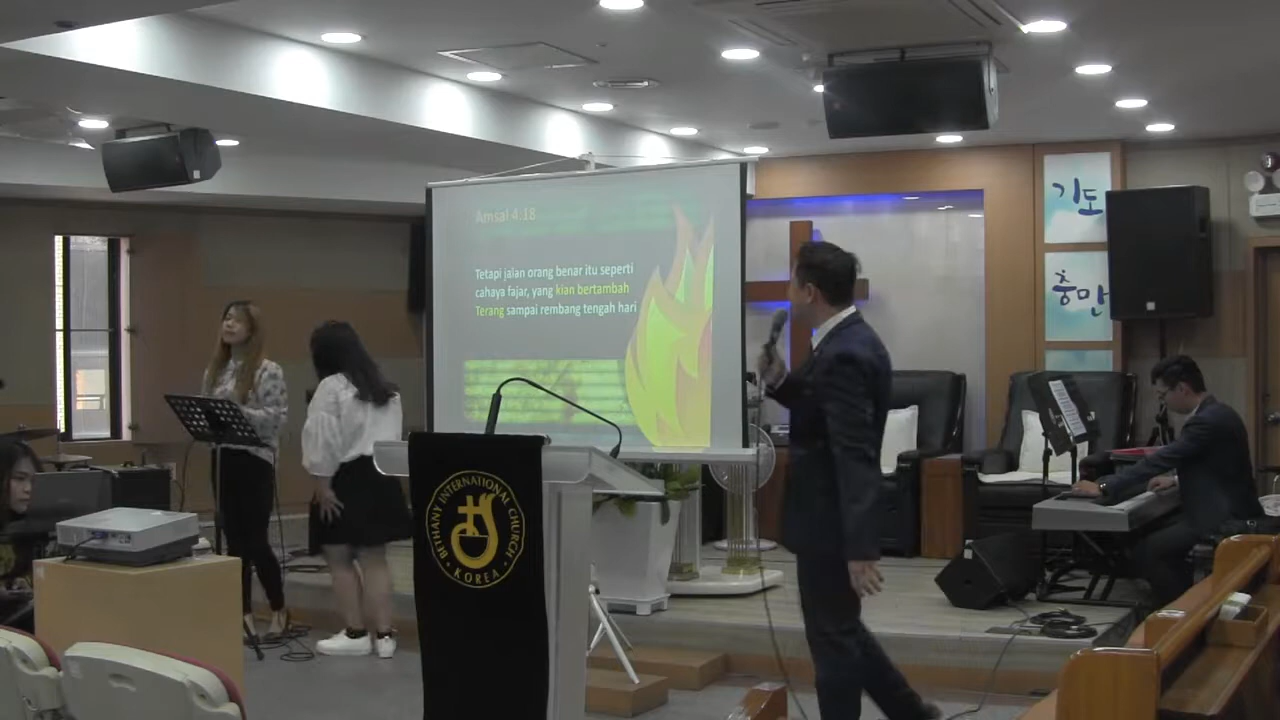 Amsal 4:18
Tetapi jalan orang benar itu seperti
cahaya fajar, yang kian bertambah
Terang sampai rembang tengah hari
기도
충만
BETHANY INTERNATIONAL CHURCH
KOREA